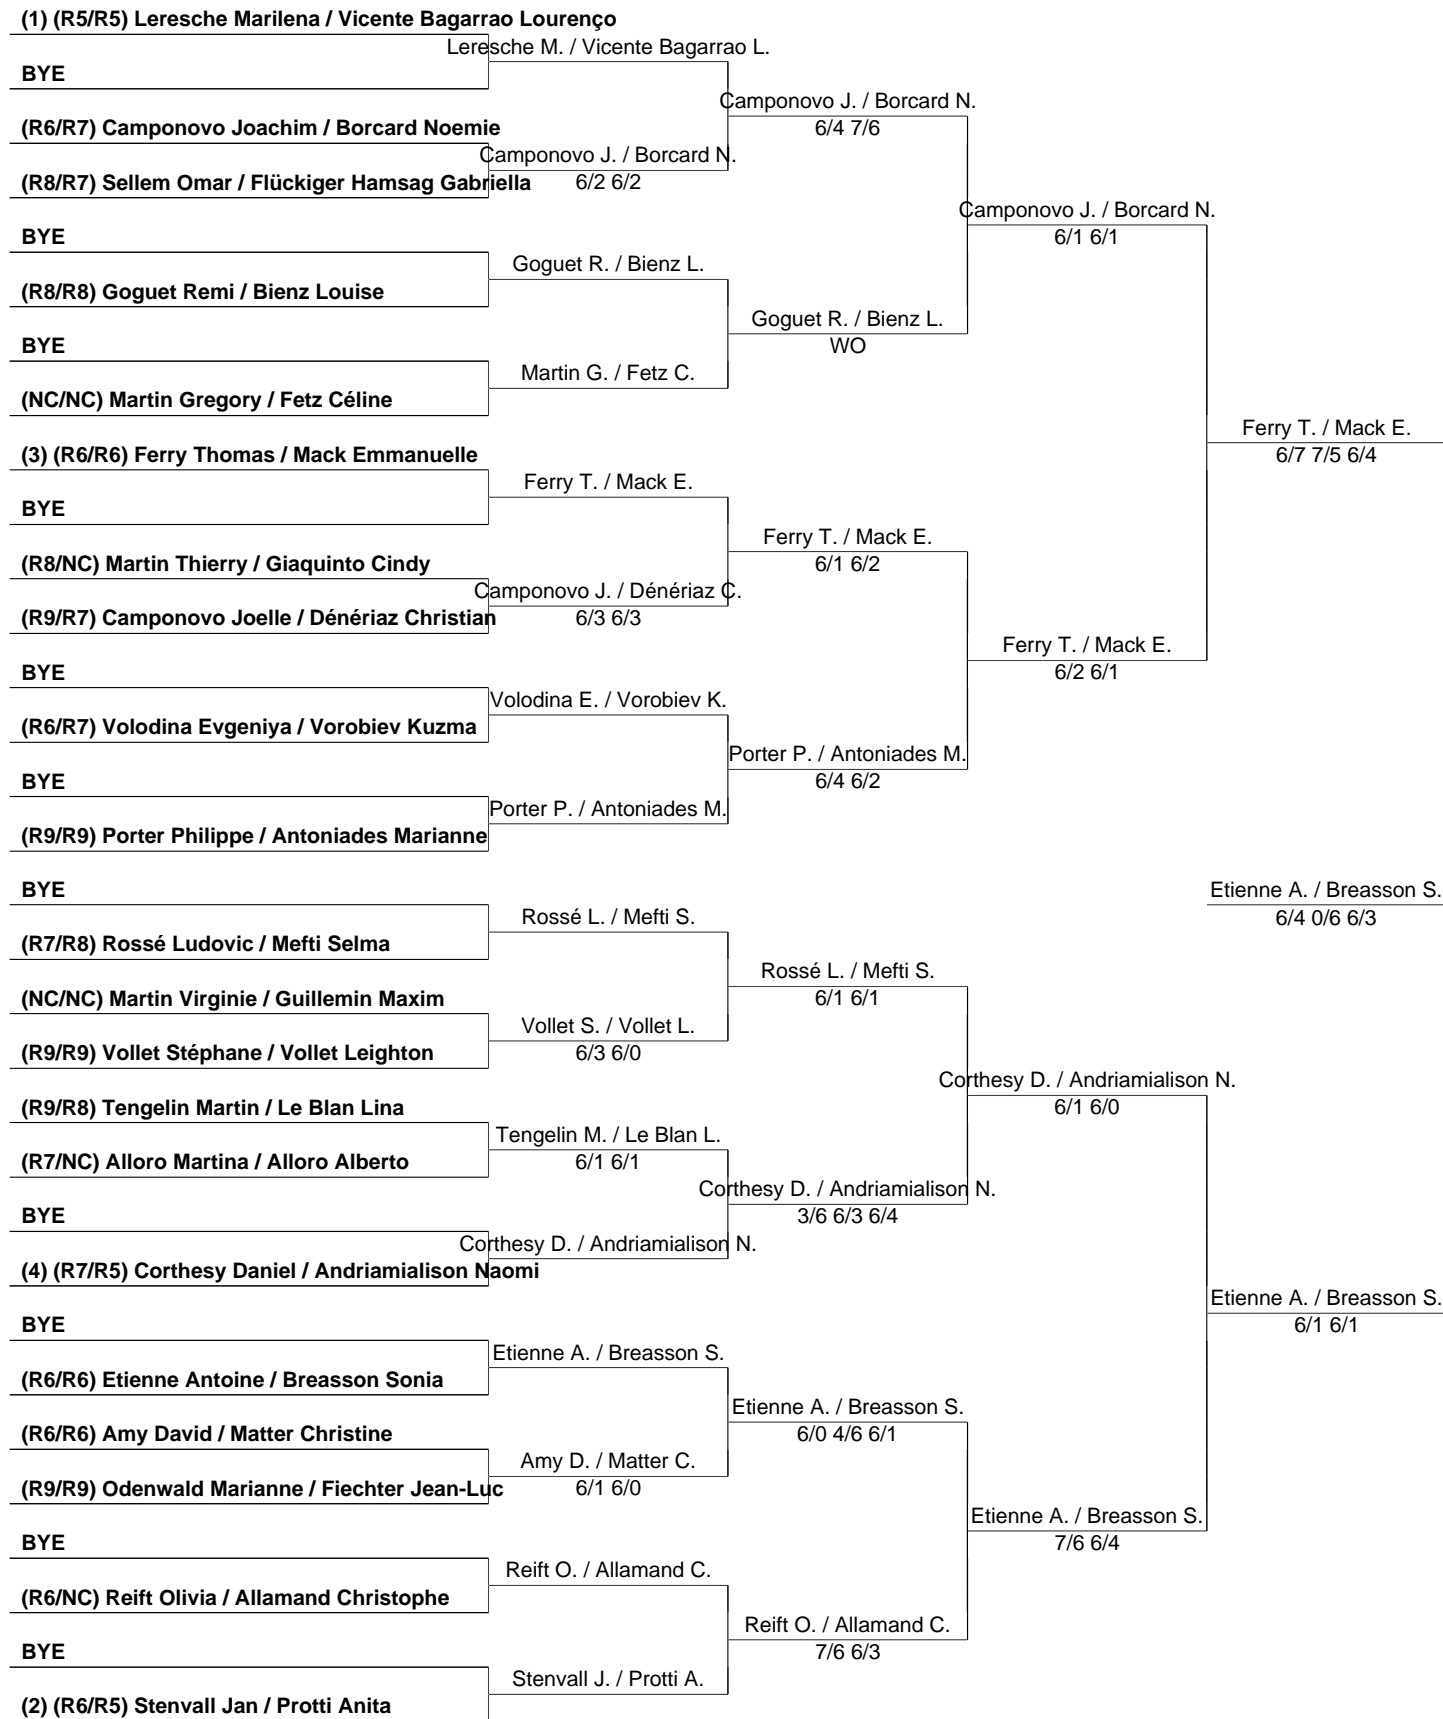 (1) (R5/R5) Leresche Marilena / Vicente Bagarrao Lourenço
Leresche M. / Vicente Bagarrao L.
BYE
Camponovo J. / Borcard N.
6/4 7/6
(R6/R7) Camponovo Joachim / Borcard Noemie
Camponovo J. / Borcard N.
6/2 6/2
(R8/R7) Sellem Omar / Flückiger Hamsag Gabriella
Camponovo J. / Borcard N.
6/1 6/1
BYE
Goguet R. / Bienz L.
(R8/R8) Goguet Remi / Bienz Louise
Goguet R. / Bienz L.
WO
BYE
Martin G. / Fetz C.
(NC/NC) Martin Gregory / Fetz Céline
Ferry T. / Mack E.
6/7 7/5 6/4
(3) (R6/R6) Ferry Thomas / Mack Emmanuelle
Ferry T. / Mack E.
BYE
Ferry T. / Mack E.
6/1 6/2
(R8/NC) Martin Thierry / Giaquinto Cindy
Camponovo J. / Dénériaz C.
6/3 6/3
(R9/R7) Camponovo Joelle / Dénériaz Christian
Ferry T. / Mack E.
6/2 6/1
BYE
Volodina E. / Vorobiev K.
(R6/R7) Volodina Evgeniya / Vorobiev Kuzma
Porter P. / Antoniades M.
6/4 6/2
BYE
Porter P. / Antoniades M.
(R9/R9) Porter Philippe / Antoniades Marianne
BYE
Etienne A. / Breasson S.
6/4 0/6 6/3
Rossé L. / Mefti S.
(R7/R8) Rossé Ludovic / Mefti Selma
Rossé L. / Mefti S.
6/1 6/1
(NC/NC) Martin Virginie / Guillemin Maxim
Vollet S. / Vollet L.
6/3 6/0
(R9/R9) Vollet Stéphane / Vollet Leighton
Corthesy D. / Andriamialison N.
6/1 6/0
(R9/R8) Tengelin Martin / Le Blan Lina
Tengelin M. / Le Blan L.
6/1 6/1
(R7/NC) Alloro Martina / Alloro Alberto
Corthesy D. / Andriamialison N.
3/6 6/3 6/4
BYE
Corthesy D. / Andriamialison N.
(4) (R7/R5) Corthesy Daniel / Andriamialison Naomi
Etienne A. / Breasson S.
6/1 6/1
BYE
Etienne A. / Breasson S.
(R6/R6) Etienne Antoine / Breasson Sonia
Etienne A. / Breasson S.
6/0 4/6 6/1
(R6/R6) Amy David / Matter Christine
Amy D. / Matter C.
6/1 6/0
(R9/R9) Odenwald Marianne / Fiechter Jean-Luc
Etienne A. / Breasson S.
7/6 6/4
BYE
Reift O. / Allamand C.
(R6/NC) Reift Olivia / Allamand Christophe
Reift O. / Allamand C.
7/6 6/3
BYE
Stenvall J. / Protti A.
(2) (R6/R5) Stenvall Jan / Protti Anita